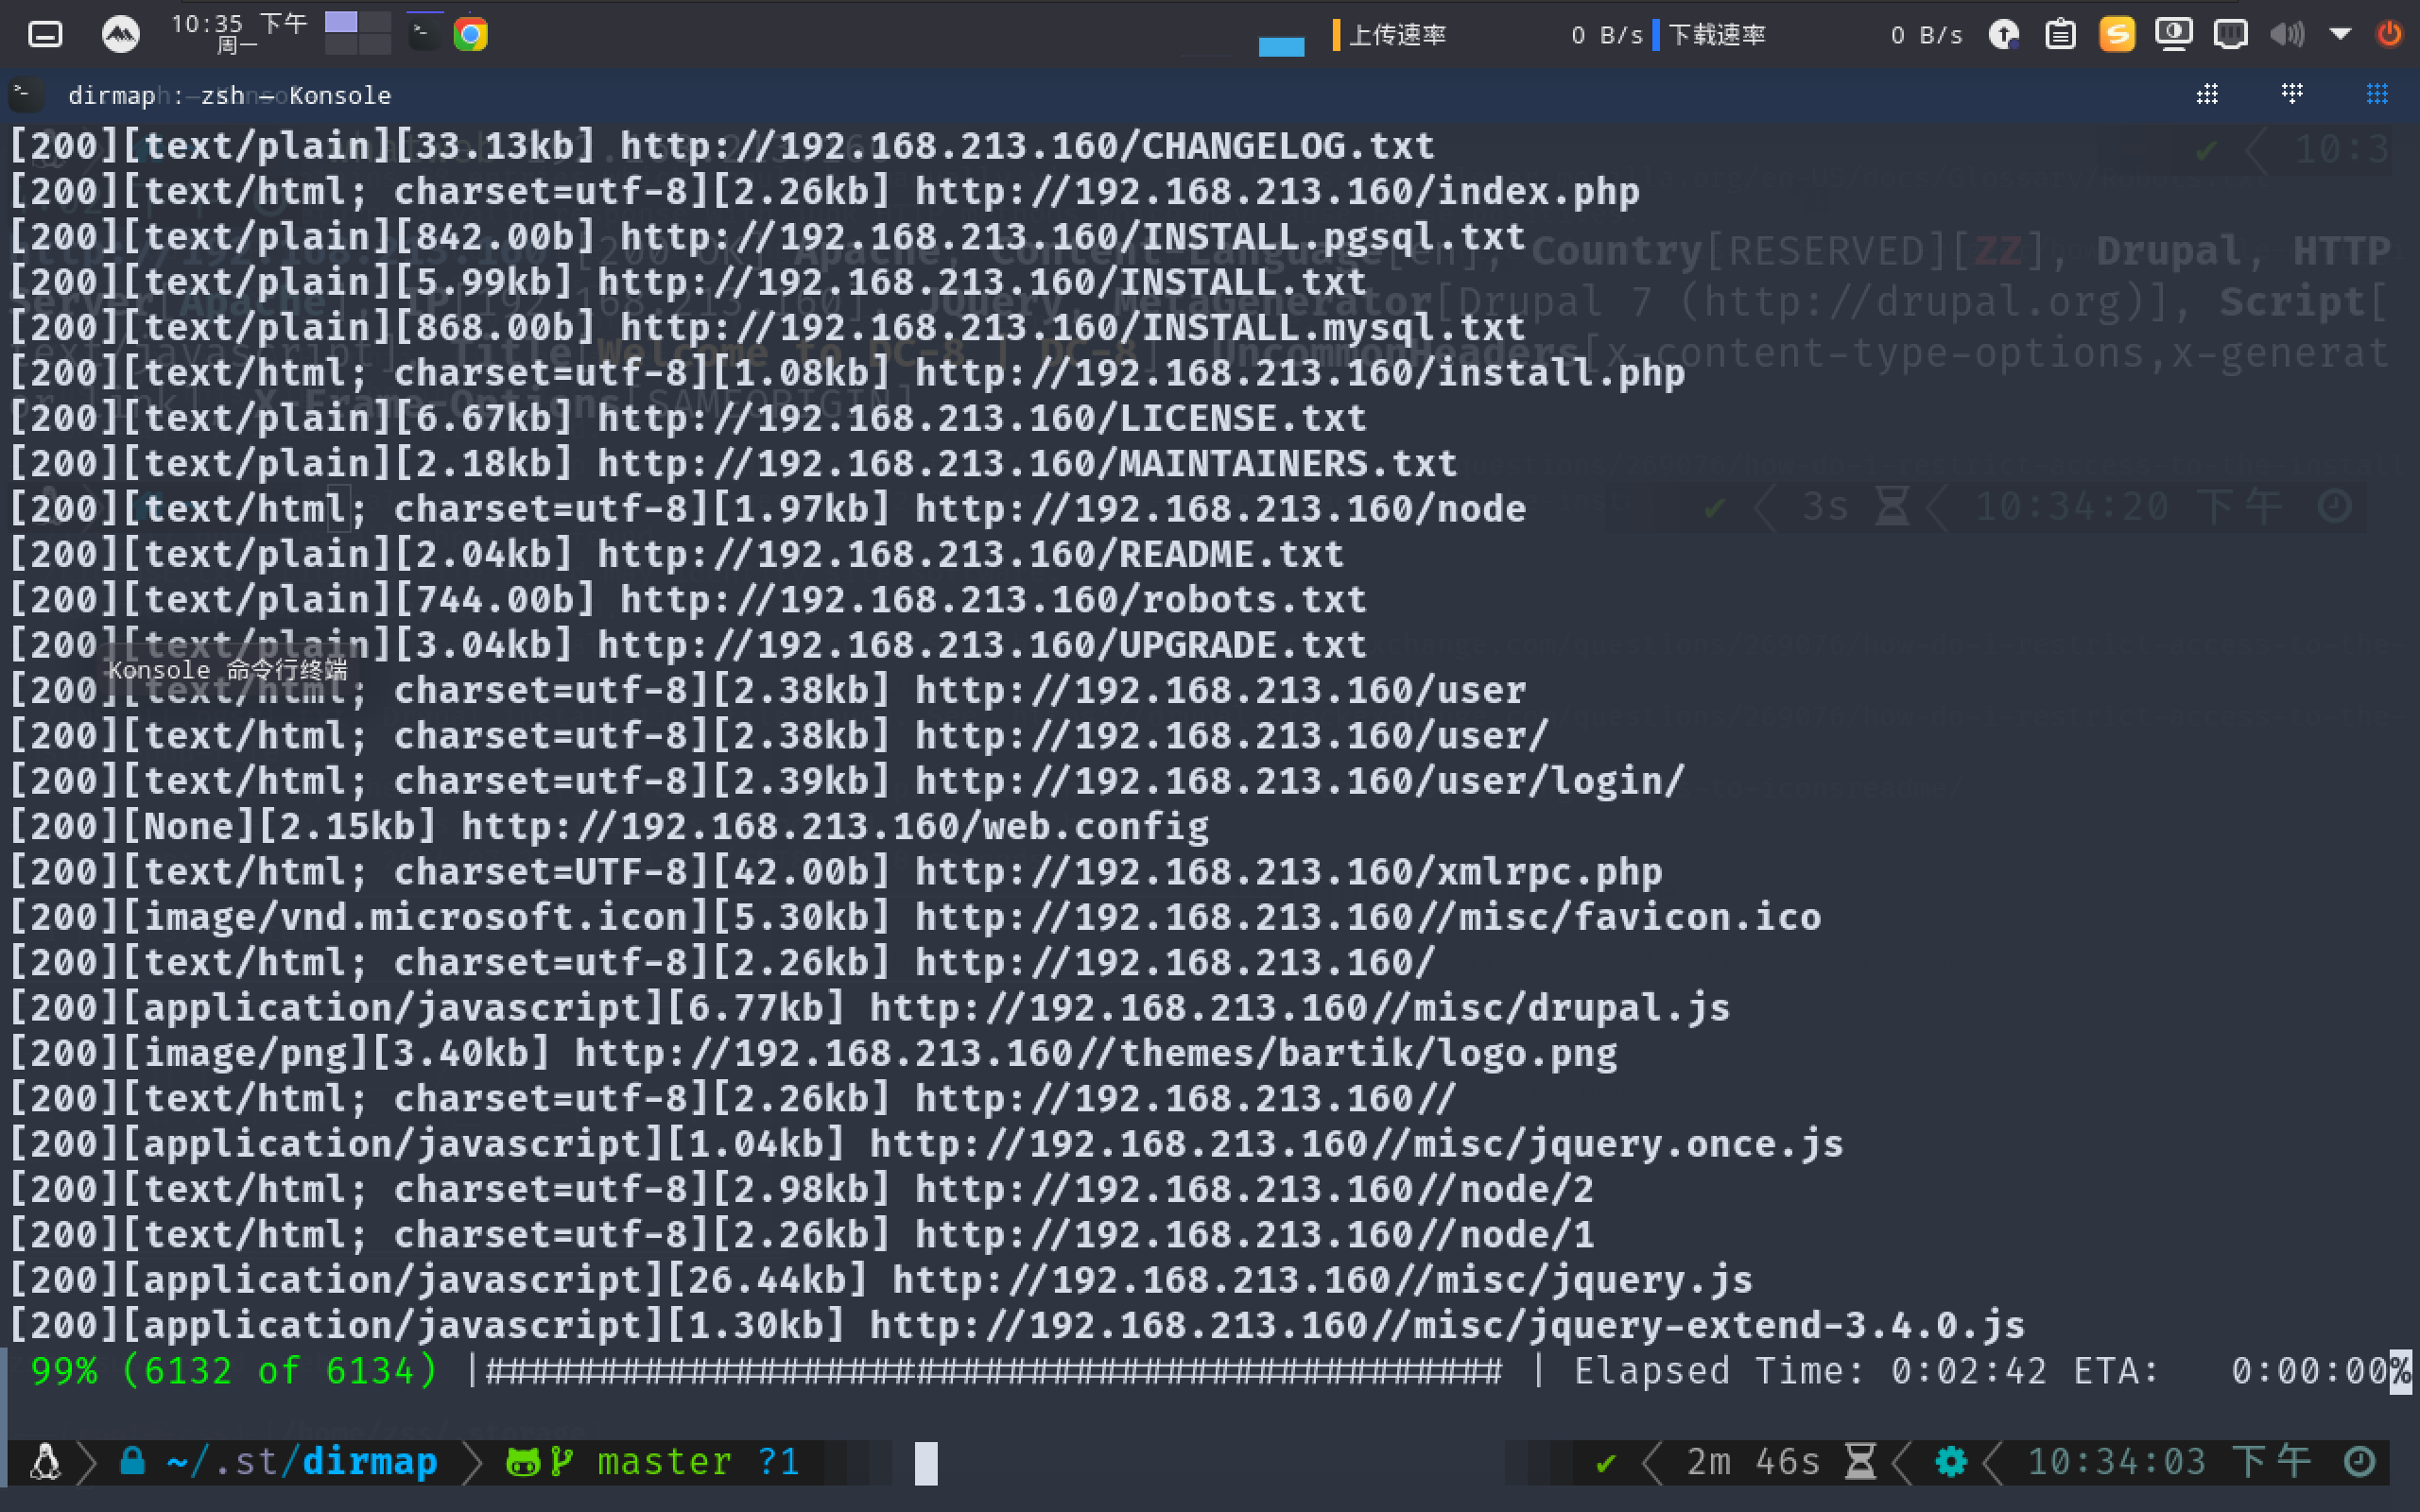 10:35 下午
周一
上传速率 0 B/s 下载速率 0 B/s
dirmap : zsh — Konsole
[200][text/plain][33.13kb] http://192.168.213.160/CHANGELOG.txt
[200][text/html; charset=utf-8][2.26kb] http://192.168.213.160/index.php
[200][text/plain][842.00b] http://192.168.213.160/INSTALL.pgsql.txt
[200][text/plain][5.99kb] http://192.168.213.160/INSTALL.txt
[200][text/plain][868.00b] http://192.168.213.160/INSTALL.mysql.txt
[200][text/html; charset=utf-8][1.08kb] http://192.168.213.160/install.php
[200][text/plain][6.67kb] http://192.168.213.160/LICENSE.txt
[200][text/plain][2.18kb] http://192.168.213.160/MAINTAINERS.txt
[200][text/html; charset=utf-8][1.97kb] http://192.168.213.160/node
[200][text/plain][2.04kb] http://192.168.213.160/README.txt
[200][text/plain][744.00b] http://192.168.213.160/robots.txt
[200][text/plain][3.04kb] http://192.168.213.160/UPGRADE.txt
Konsole 命令行终端
[200][text/html; charset=utf-8][2.38kb] http://192.168.213.160/user
[200][text/html; charset=utf-8][2.38kb] http://192.168.213.160/user/
[200][text/html; charset=utf-8][2.39kb] http://192.168.213.160/user/login/
[200][None][2.15kb] http://192.168.213.160/web.config
[200][text/html; charset=UTF-8][42.00b] http://192.168.213.160/xmlrpc.php
[200][image/vnd.microsoft.icon][5.30kb] http://192.168.213.160//misc/favicon.ico
[200][text/html; charset=utf-8][2.26kb] http://192.168.213.160/
[200][application/javascript][6.77kb] http://192.168.213.160//misc/drupal.js
[200][image/png][3.40kb] http://192.168.213.160//themes/bartik/logo.png
[200][text/html; charset=utf-8][2.26kb] http://192.168.213.160//
[200][application/javascript][1.04kb] http://192.168.213.160//misc/jquery.once.js
[200][text/html; charset=utf-8][2.98kb] http://192.168.213.160//node/2
[200][text/html; charset=utf-8][2.26kb] http://192.168.213.160//node/1
[200][application/javascript][26.44kb] http://192.168.213.160//misc/jquery.js
[200][application/javascript][1.30kb] http://192.168.213.160//misc/jquery-extend-3.4.0.js
99% (6132 of 6134) |#############################################| Elapsed Time: 0:02:42 ETA: 0:00:00%
~/.st/dirmap master ?1 ✔ 2m 46s 10:34:03 下午